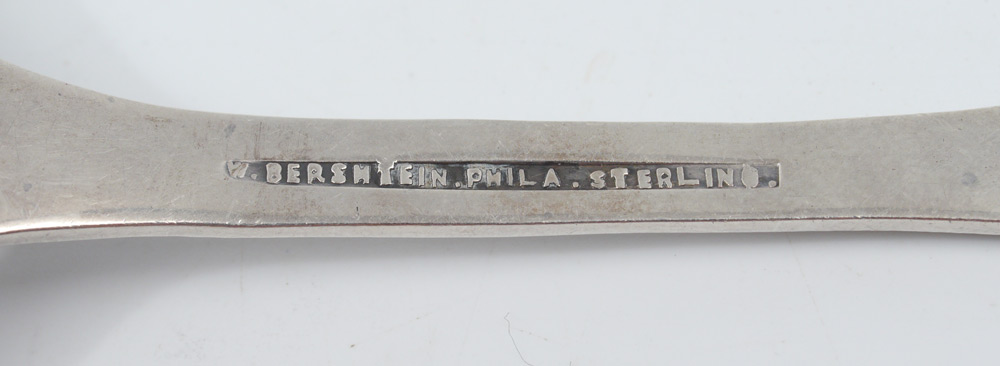 BERSHTEIN. PHILA. STERLING.